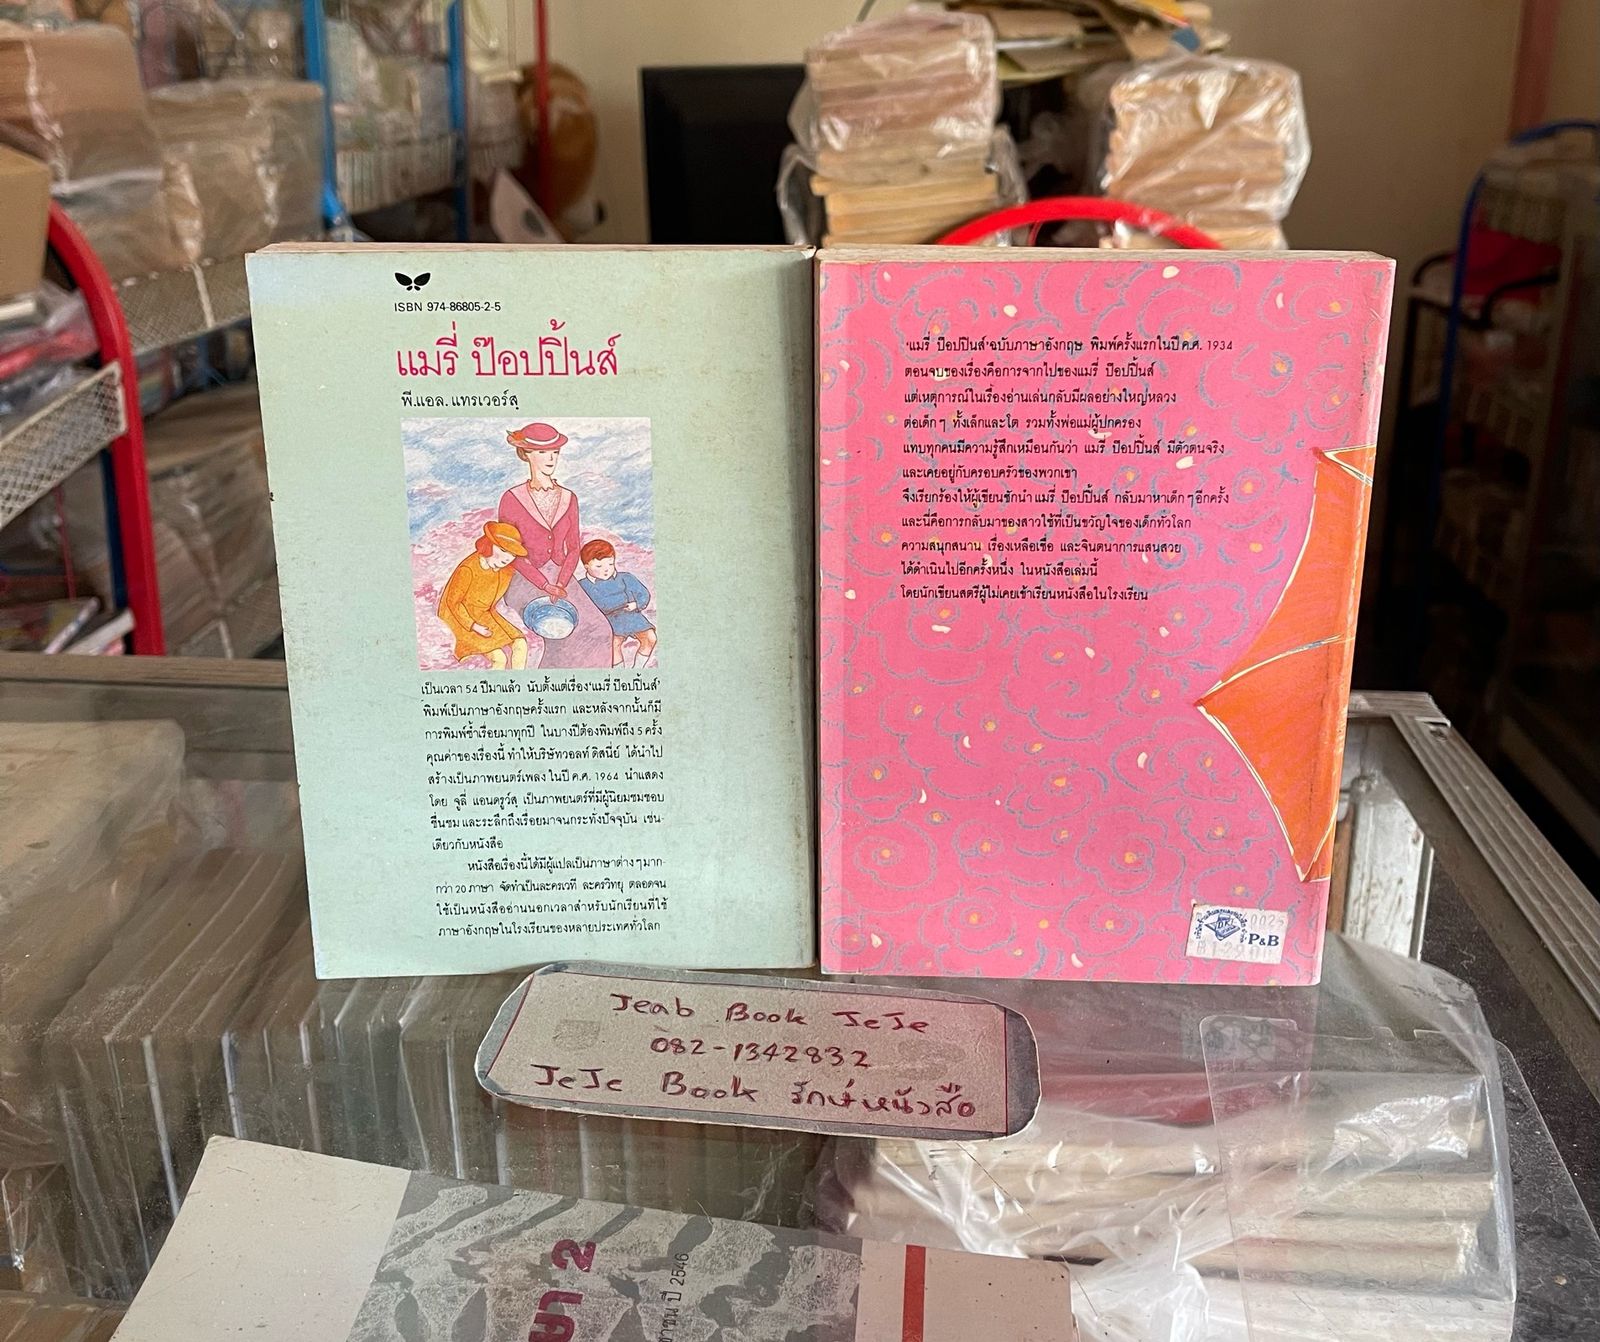 ISBN 974-86805-2-5
แมรี่ ป๊อปปิ้นส์
พี.แอล. แทรเวอร์สฺ
เป็นเวลา 54 ปีมาแล้ว นับตั้งแต่เรื่อง 'แมรี่ ป๊อปปิ้นส์'
พิมพ์เป็นภาษาอังกฤษครั้งแรก และหลังจากนั้นก็มี
การพิมพ์ซ้ำเรื่อยมาทุกปี ในบางปีต้องพิมพ์ถึง 5 ครั้ง
คุณค่าของเรื่องนี้ ทำให้บริษัทวอลท์ ดิสนีย์ ได้นำไป
สร้างเป็นภาพยนตร์เพลง ในปี ค.ศ. 1964 นำแสดง
โดย จูลี่ แอนดรูว์สฺ เป็นภาพยนตร์ที่มีผู้นิยมชมชอบ
ชื่นชม และระลึกถึงเรื่อยมาจนกระทั่งปัจจุบัน เช่น-
เดียวกับหนังสือ
หนังสือเรื่องนี้ได้มีผู้แปลเป็นภาษาต่าง ๆ มาก-
กว่า 20 ภาษา จัดทำเป็นละครเวที ละครวิทยุ ตลอดจน
ใช้เป็นหนังสืออ่านนอกเวลาสำหรับนักเรียนที่ใช้
ภาษาอังกฤษในโรงเรียนของหลายประเทศทั่วโลก
'แมรี่ ป๊อปปิ้นส์' ฉบับภาษาอังกฤษ พิมพ์ครั้งแรกในปี ค.ศ. 1934
ตอนจบของเรื่องคือการจากไปของแมรี่ ป๊อปปิ้นส์
แต่เหตุการณ์ในเรื่องอ่านเล่นกลับมีผลอย่างใหญ่หลวง
ต่อเด็ก ๆ ทั้งเล็กและโต รวมทั้งพ่อแม่ผู้ปกครอง
แทบทุกคนมีความรู้สึกเหมือนกันว่า แมรี่ ป๊อปปิ้นส์ มีตัวตนจริง
และเคยอยู่กับครอบครัวของพวกเขา
จึงเรียกร้องให้ผู้เขียนชักนำ แมรี่ ป๊อปปิ้นส์ กลับมาหาเด็ก ๆ อีกครั้ง
และนี่คือการกลับมาของสาวใช้ที่เป็นขวัญใจของเด็กทั่วโลก
ความสนุกสนาน เรื่องเหลือเชื่อ และจินตนาการแสนสวย
ได้ดำเนินไปอีกครั้งหนึ่ง ในหนังสือเล่มนี้
โดยนักเขียนสตรีผู้ไม่เคยเข้าเรียนหนังสือในโรงเรียน
P&B
Jeab Book JeJe
082-1342832
JeJe Book รักษ์หนังสือ
ษา 2
ปี 2546